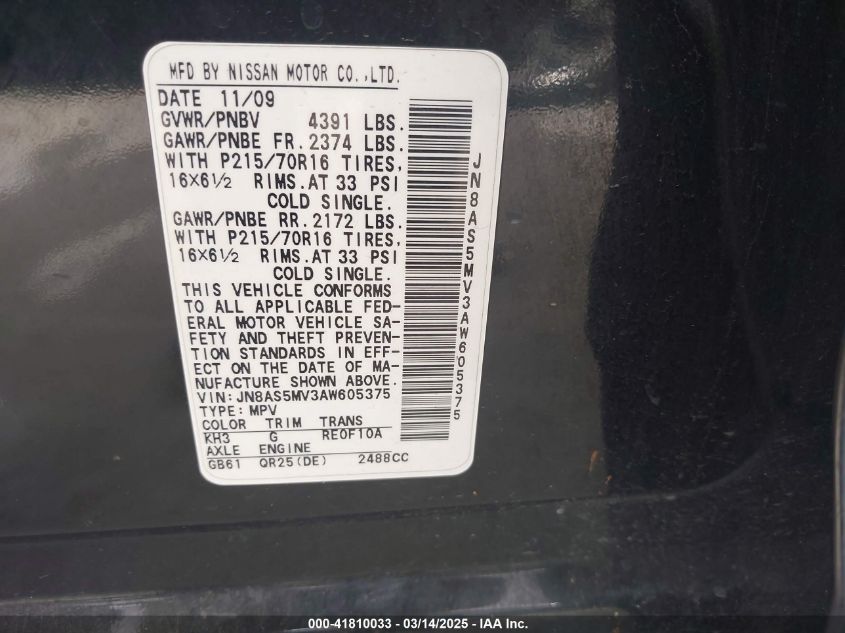 MFD BY NISSAN MOTOR CO.,LTD.
DATE 11/09
GVWR/PNBV 4391 LBS.
GAWR/PNBE FR. 2374 LBS.
WITH P215/70R16 TIRES,
16X6½ RIMS.AT 33 PSI
COLD SINGLE.
GAWR/PNBE RR. 2172 LBS.
WITH P215/70R16 TIRES,
16X6½ RIMS.AT 33 PSI
COLD SINGLE.
THIS VEHICLE CONFORMS
TO ALL APPLICABLE FED-
ERAL MOTOR VEHICLE SA-
FETY AND THEFT PREVEN-
TION STANDARDS IN EFF-
ECT ON THE DATE OF MA-
NUFACTURE SHOWN ABOVE.
VIN:JN8AS5MV3AW605375
TYPE:MPV
COLOR TRIM TRANS
KH3 G RE0F10A
AXLE ENGINE
GB61 QR25(DE) 2488CC
JN8AS5MV3AW605375
000-41810033 - 03/14/2025 - IAA Inc.